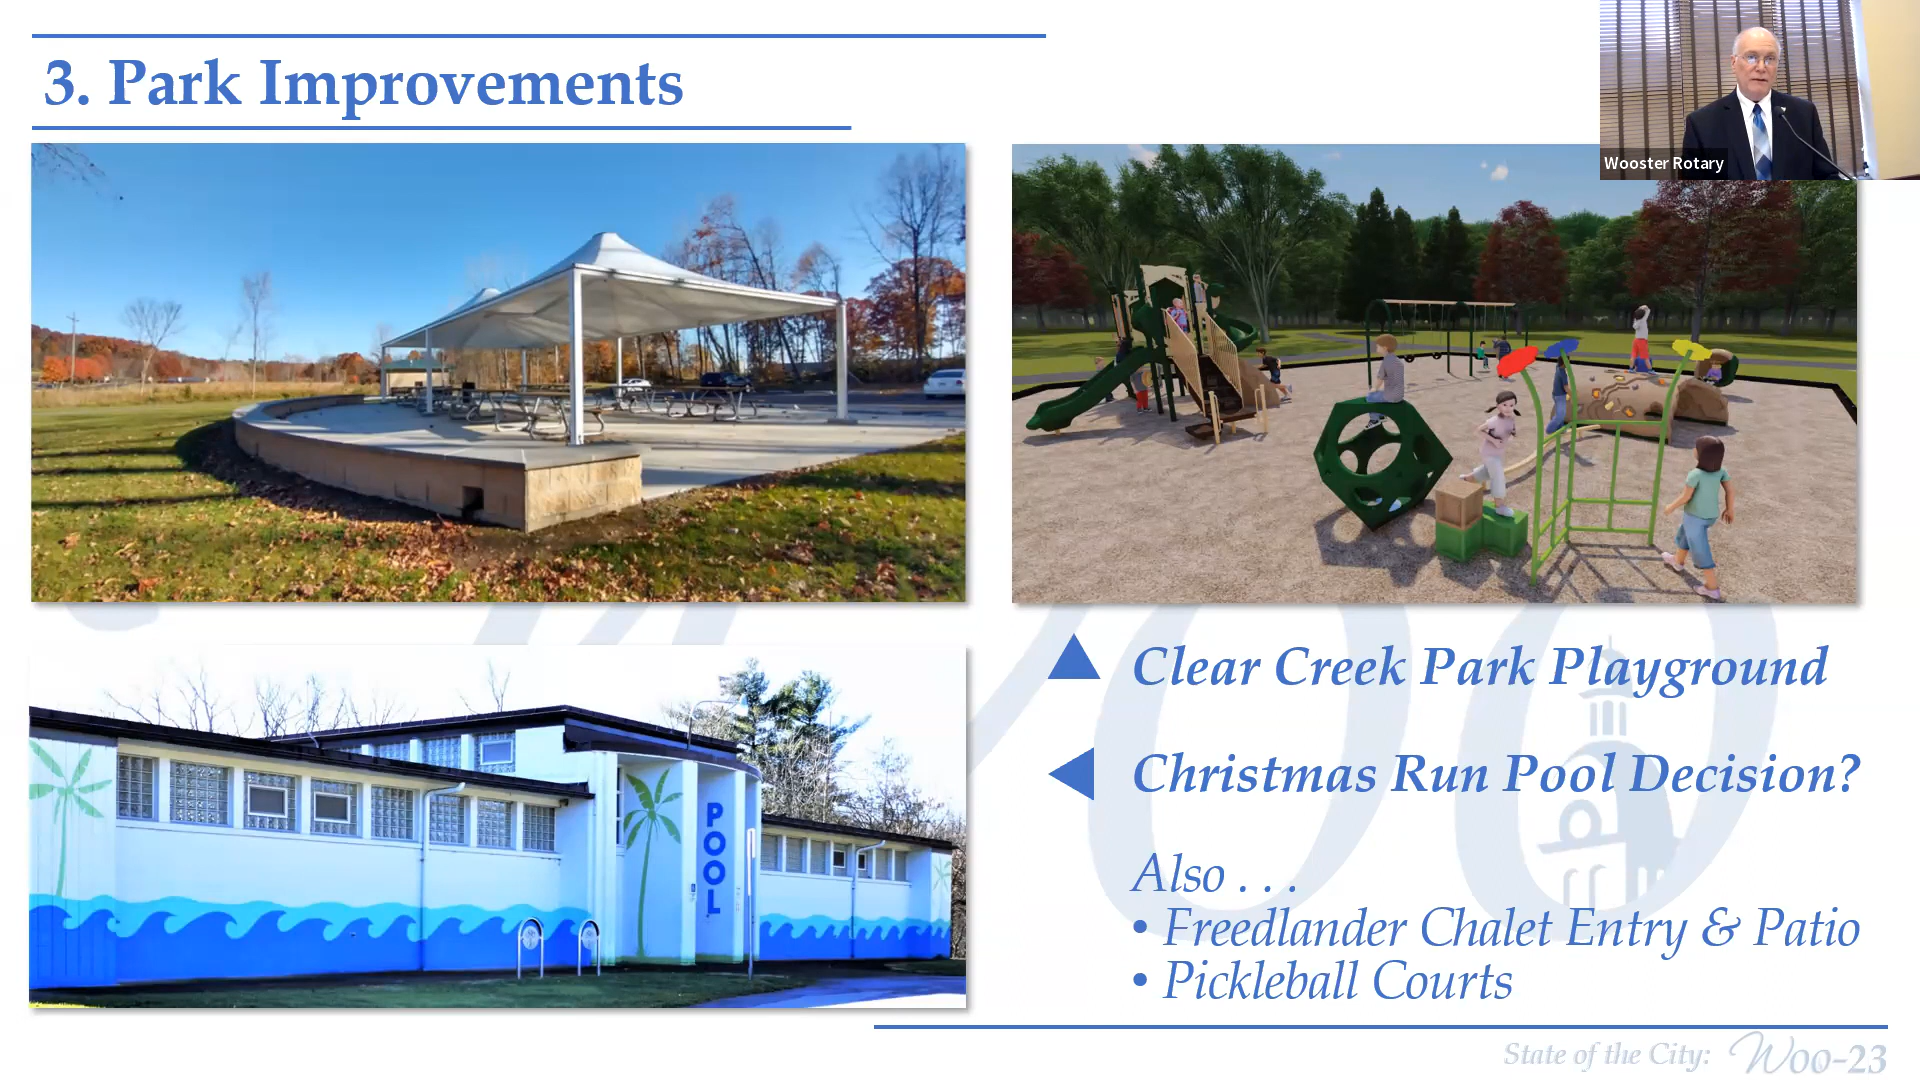 3. Park Improvements
Wooster Rotary
Clear Creek Park Playground
Christmas Run Pool Decision?
POOL
Also . . .
• Freedlander Chalet Entry & Patio
• Pickleball Courts
State of the City: Woo-23